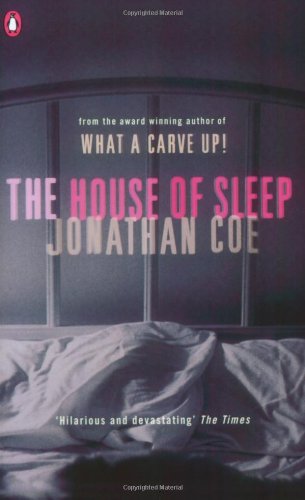 from the award winning author of
WHAT A CARVE UP!
THE HOUSE OF SLEEP
JONATHAN COE
'Hilarious and devastating' The Times